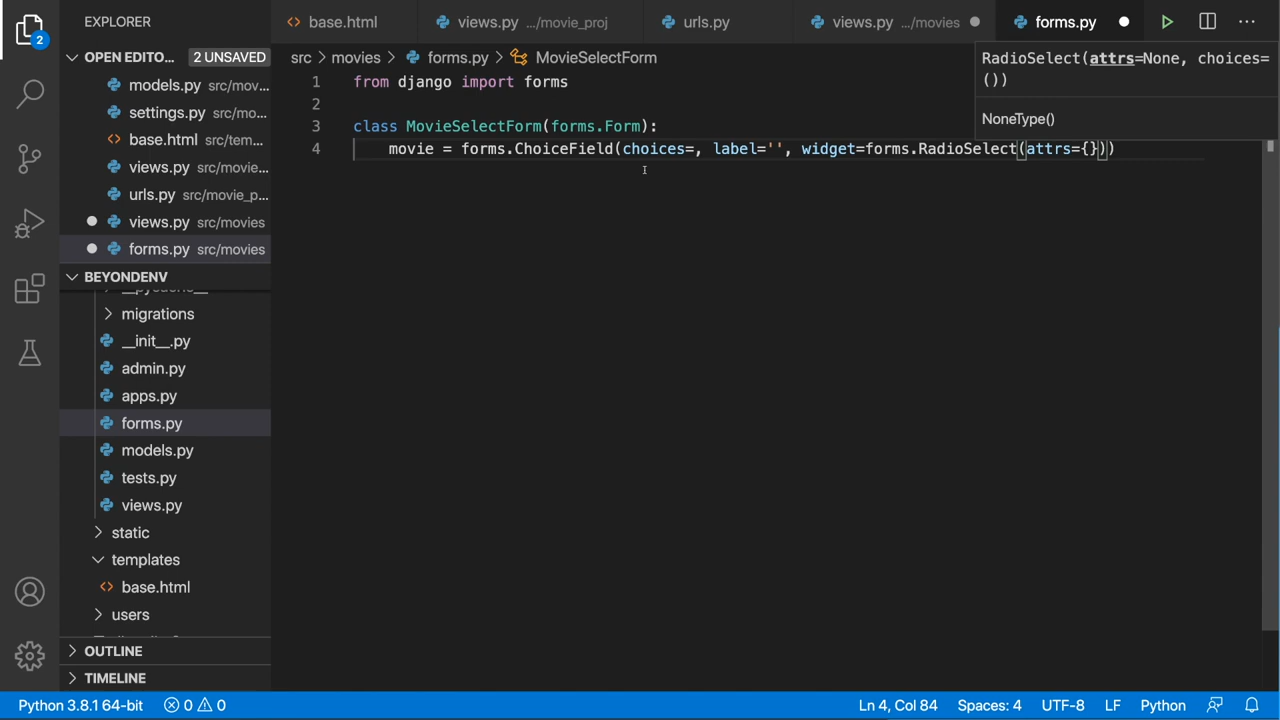 EXPLORER
base.html
views.py .../movie_proj
urls.py
views.py .../movies
forms.py
2
OPEN EDITO... 2 UNSAVED
models.py src/mov...
settings.py src/mo...
base.html src/tem...
views.py src/movie...
urls.py src/movie_p...
views.py src/movies
forms.py src/movies
BEYONDENV
migrations
__init__.py
admin.py
apps.py
forms.py
models.py
tests.py
views.py
static
templates
base.html
users
OUTLINE
TIMELINE
src > movies > forms.py > MovieSelectForm
1 from django import forms
2
3 class MovieSelectForm(forms.Form):
4 movie = forms.ChoiceField(choices=, label='', widget=forms.RadioSelect(attrs={}))
RadioSelect(attrs=None, choices=
())
NoneType()
Python 3.8.1 64-bit 0 0 Ln 4, Col 84 Spaces: 4 UTF-8 LF Python